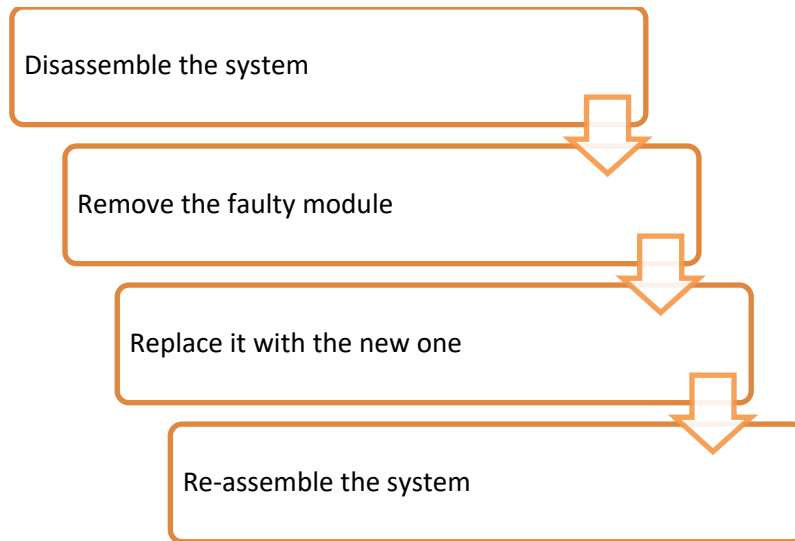 Disassemble the system
Remove the faulty module
Replace it with the new one
Re-assemble the system